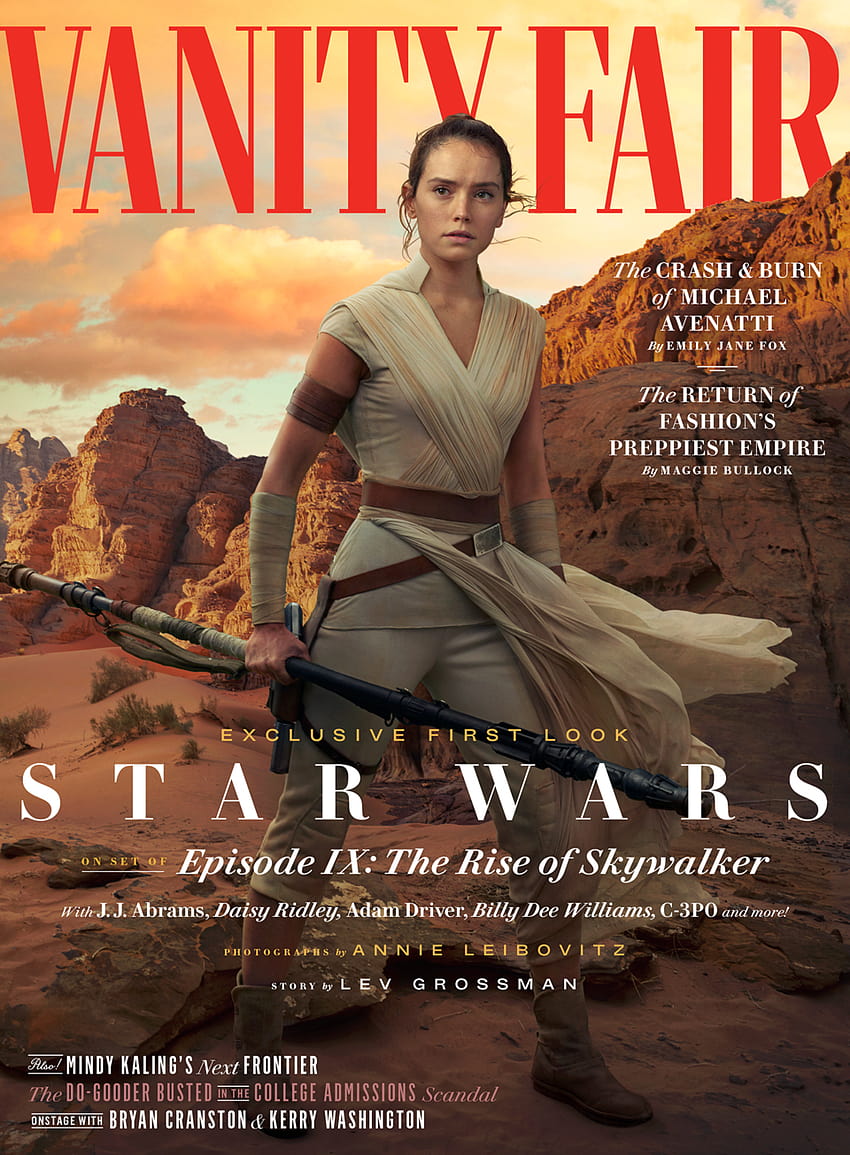 VANITY FAIR
The CRASH & BURN
of MICHAEL
AVENATTI
By EMILY JANE FOX
The RETURN of
FASHION'S
PREPPIEST EMPIRE
By MAGGIE BULLOCK
EXCLUSIVE FIRST LOOK
STAR WARS
ON SET OF Episode IX: The Rise of Skywalker
With J. J. Abrams, Daisy Ridley, Adam Driver, Billy Dee Williams, C-3PO and more!
PHOTOGRAPHS by ANNIE LEIBOVITZ
STORY by LEV GROSSMAN
Also! MINDY KALING'S Next FRONTIER
The DO-GOODER BUSTED IN THE COLLEGE ADMISSIONS Scandal
ONSTAGE WITH BRYAN CRANSTON & KERRY WASHINGTON